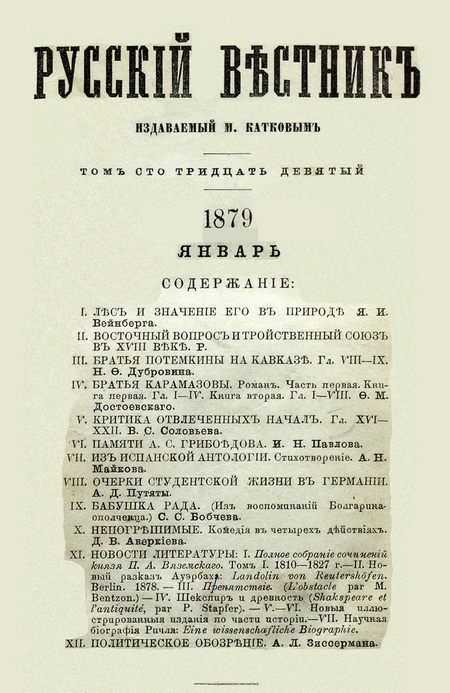 РУССКІЙ ВѢСТНИКЪ
ИЗДАВАЕМЫЙ М. КАТКОВЫМЪ
ТОМЪ СТО ТРИДЦАТЬ ДЕВЯТЫЙ
1879
ЯНВАРЬ
СОДЕРЖАНІЕ:
I. ЛѢСЪ И ЗНАЧЕНІЕ ЕГО ВЪ ПРИРОДѢ Я. И.
Вейнберга.
II. ВОСТОЧНЫЙ ВОПРОСЪ И ТРОЙСТВЕННЫЙ СОЮЗЪ
ВЪ XVIII ВѢКѢ. Р.
III. БРАТЬЯ ПОТЕМКИНЫ НА КАВКАЗѢ. Гл. VIII—IX.
Н. Ѳ. Дубровина.
IV. БРАТЬЯ КАРАМАЗОВЫ. Романъ. Часть первая. Кни-
га первая. Гл. I—IV. Книга вторая. Гл. I—VIII. Ѳ. М.
Достоевскаго.
V. КРИТИКА ОТВЛЕЧЕННЫХЪ НАЧАЛЪ. Гл. XVI—
XXII. В. С. Соловьева.
VI. ПАМЯТИ А. С. ГРИБОѢДОВА. И. Н. Павлова.
VII. ИЗЪ ИСПАНСКОЙ АНТОЛОГІИ. Стихотвореніе. А. Н.
Майкова.
VIII. ОЧЕРКИ СТУДЕНТСКОЙ ЖИЗНИ ВЪ ГЕРМАНІИ.
А. Д. Путяты.
IX. БАБУШКА РАДА. (Изъ воспоминаній Болгарина-
ополченца.) С. С. Бобчева.
X. НЕПОГРѢШИМЫЕ. Комедія въ четырехъ дѣйствіяхъ.
Д. В. Аверкіева.
XI. НОВОСТИ ЛИТЕРАТУРЫ: I. Полное собраніе сочиненій
князя П. А. Вяземскаго. Томъ I. 1810—1827 г.—II. Но-
вый разказъ Ауэрбаха: Landolin von Reutershöfen.
Berlin. 1878. — III. Препятствіе. (L'obstacle par M.
Bentzon.) — IV. Шекспиръ и древность (Shakspeare et
l'antiquité, par P. Stapfer). — V.—VI. Новыя иллю-
стрированныя изданія по части исторіи.—VII. Научная
біографія Ричля: Eine wissenschafliche Biographie.
XII. ПОЛИТИЧЕСКОЕ ОБОЗРѢНІЕ. А. Л. Зиссермана.